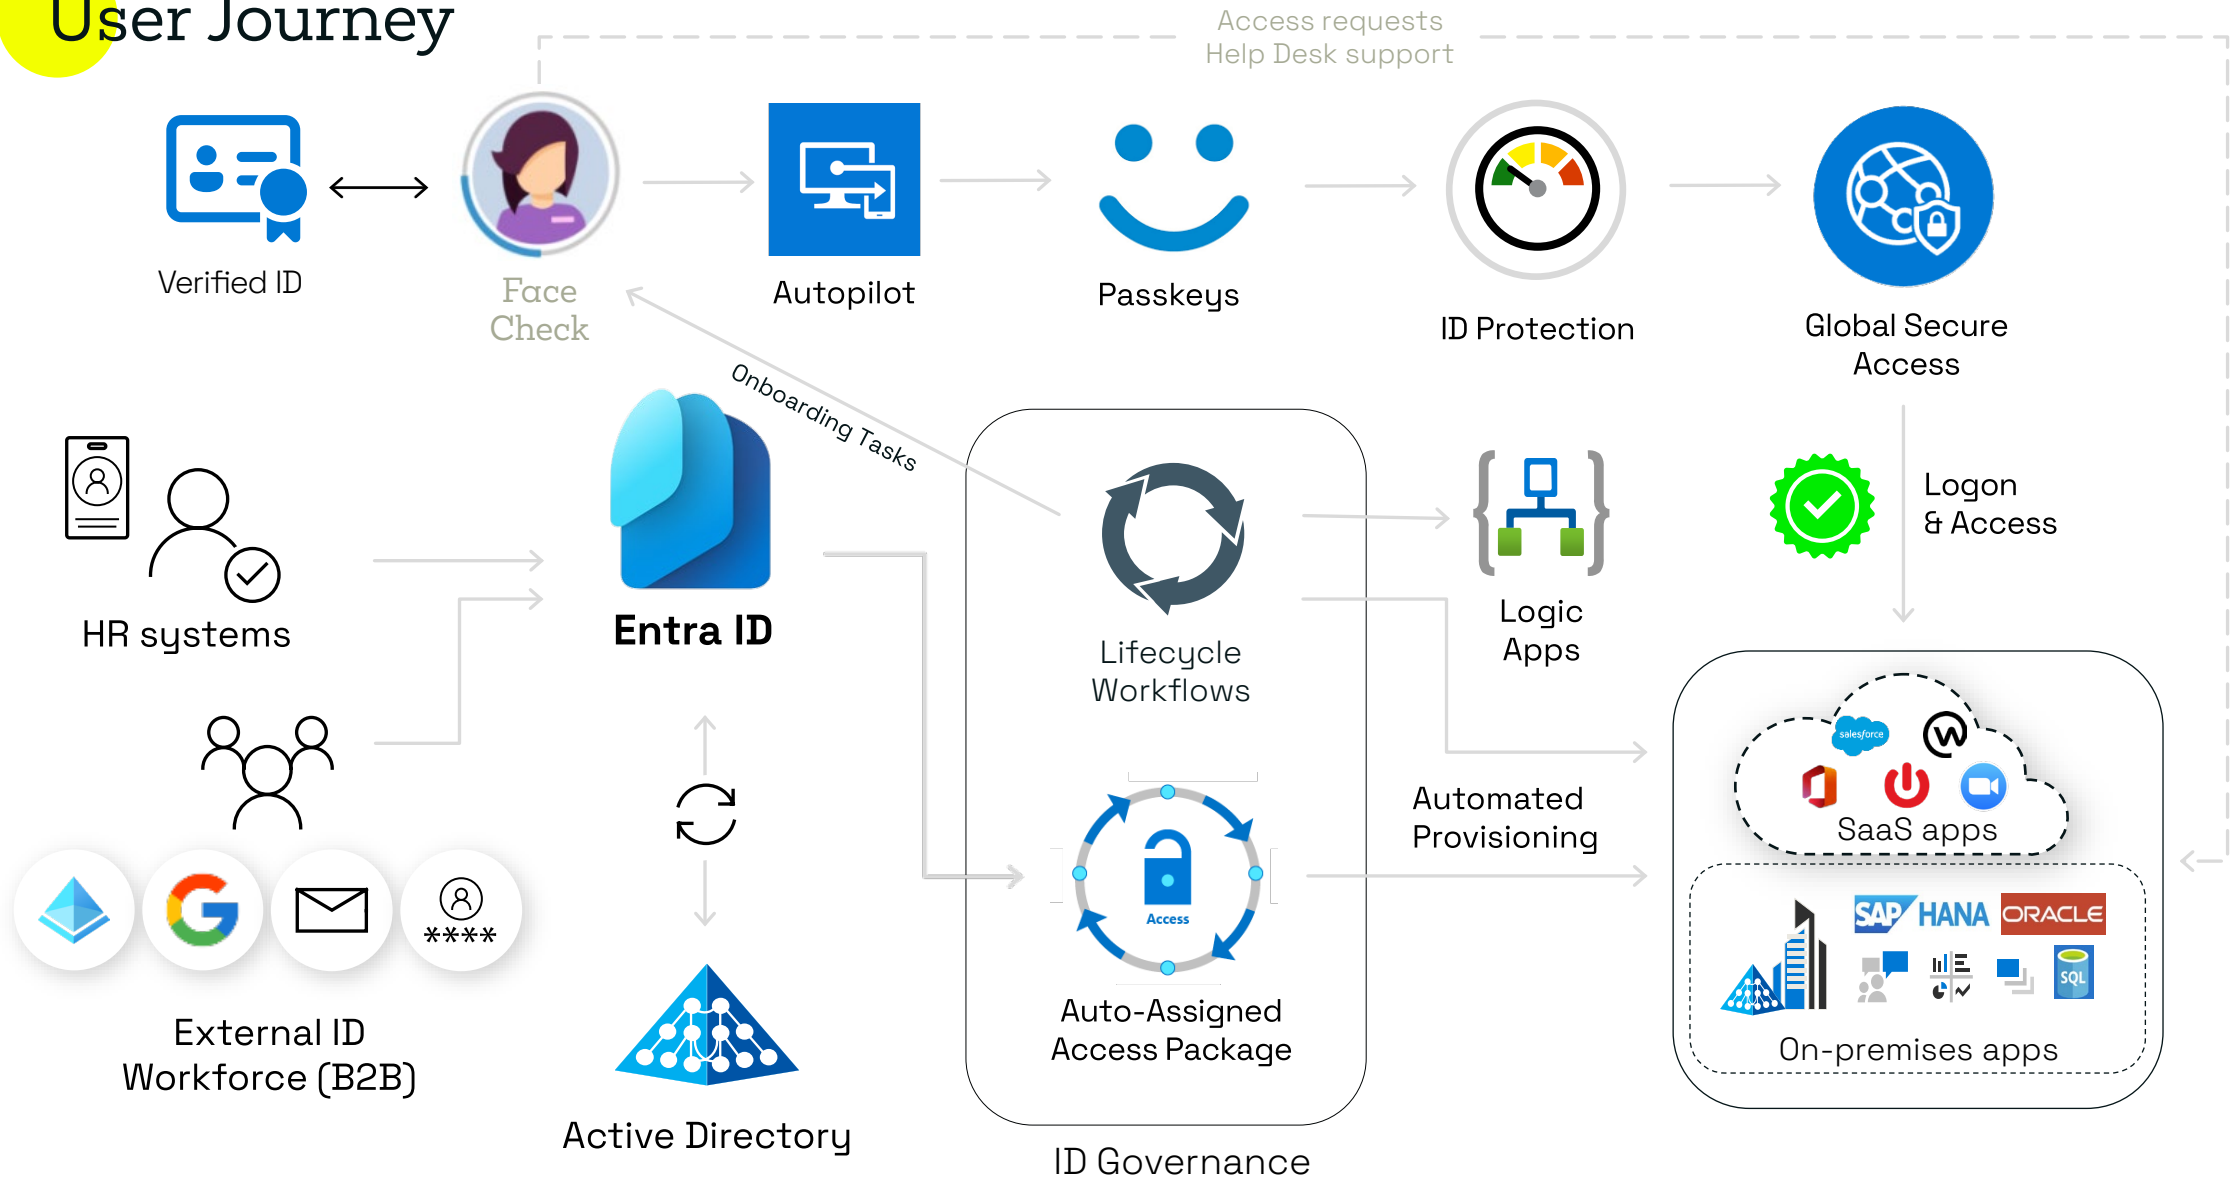 User Journey
Access requests
Help Desk support
Verified ID
Face
Check
Autopilot
Passkeys
ID Protection
Global Secure
Access
Onboarding Tasks
HR systems
Entra ID
Lifecycle
Workflows
Logic
Apps
Logon
& Access
External ID
Workforce (B2B)
****
Active Directory
Access
Auto-Assigned
Access Package
ID Governance
Automated
Provisioning
salesforce
SaaS apps
SAP HANA
ORACLE
SQL
On-premises apps